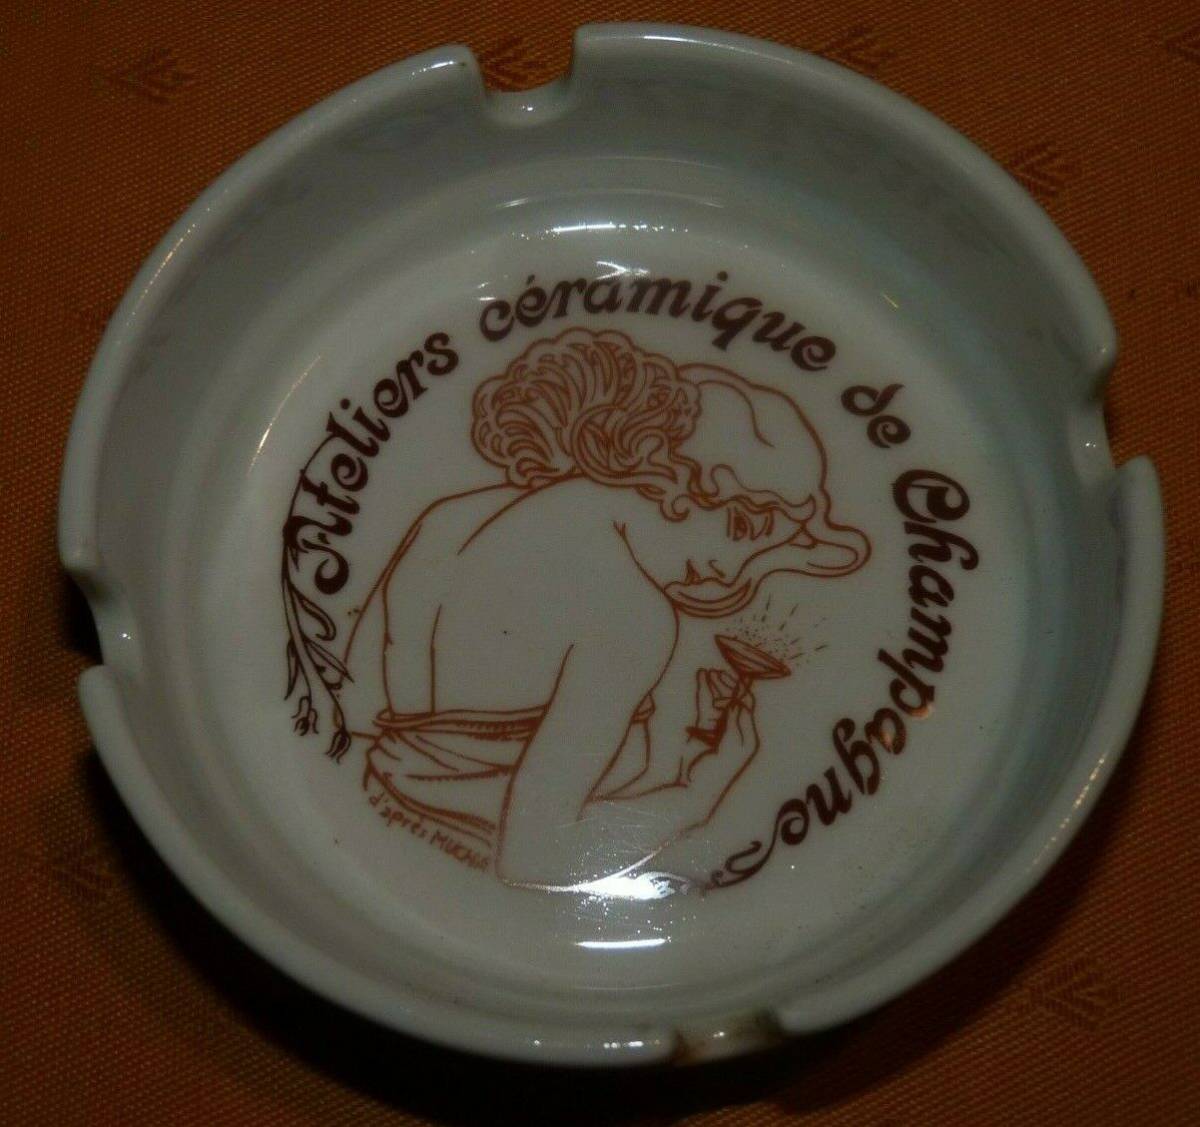 Ateliers céramique de Champagne
d'après MUCHA